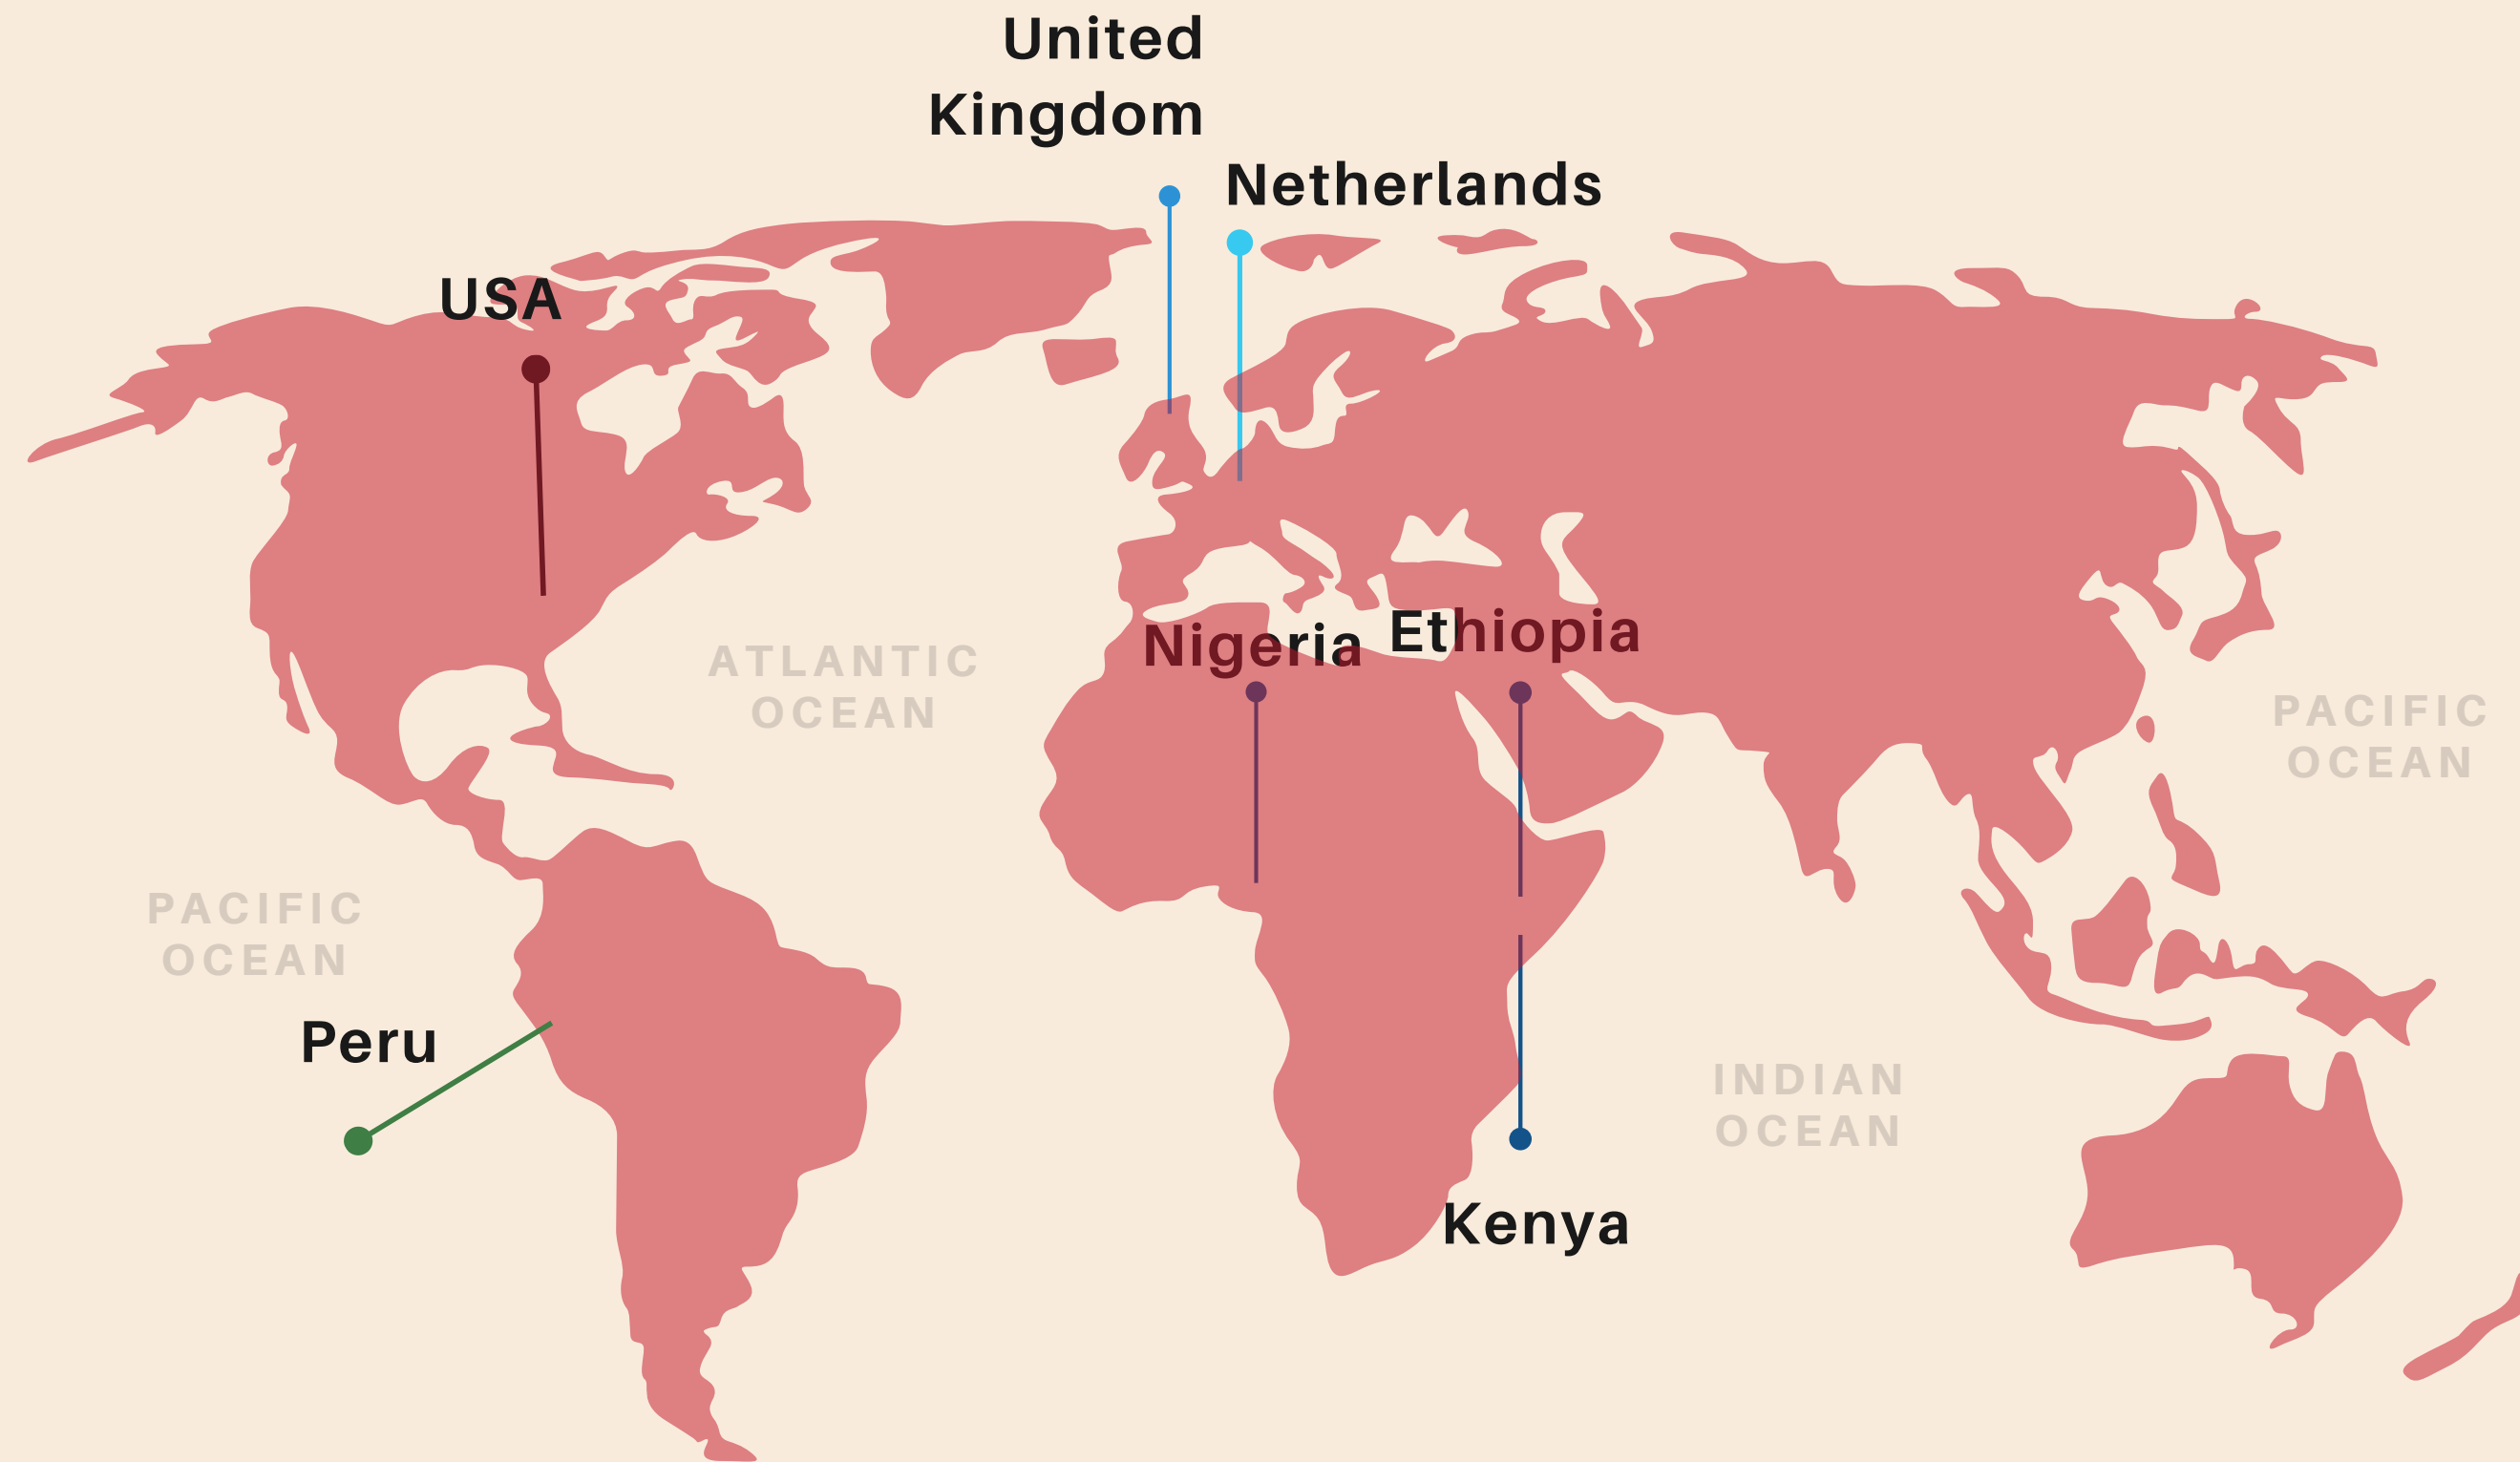 United
Kingdom
Netherlands
USA
Nigeria
Ethiopia
ATLANTIC
OCEAN
PACIFIC
OCEAN
PACIFIC
OCEAN
Peru
INDIAN
OCEAN
Kenya